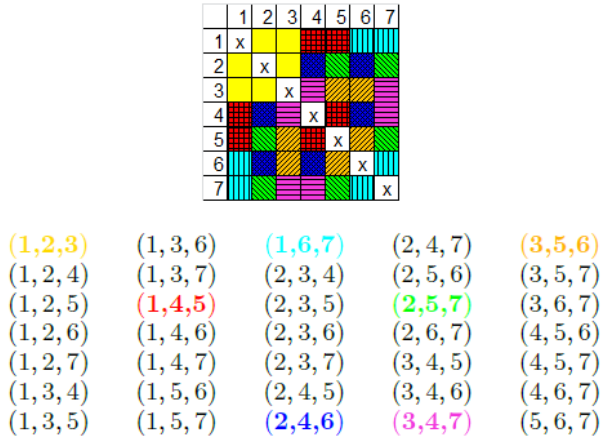 1 2 3 4 5 6 7
1 x
2 x
3 x
4 x
5 x
6 x
7 x
(1,2,3) (1,3,6) (1,6,7) (2,4,7) (3,5,6)
(1,2,4) (1,3,7) (2,3,4) (2,5,6) (3,5,7)
(1,2,5) (1,4,5) (2,3,5) (2,5,7) (3,6,7)
(1,2,6) (1,4,6) (2,3,6) (2,6,7) (4,5,6)
(1,2,7) (1,4,7) (2,3,7) (3,4,5) (4,5,7)
(1,3,4) (1,5,6) (2,4,5) (3,4,6) (4,6,7)
(1,3,5) (1,5,7) (2,4,6) (3,4,7) (5,6,7)